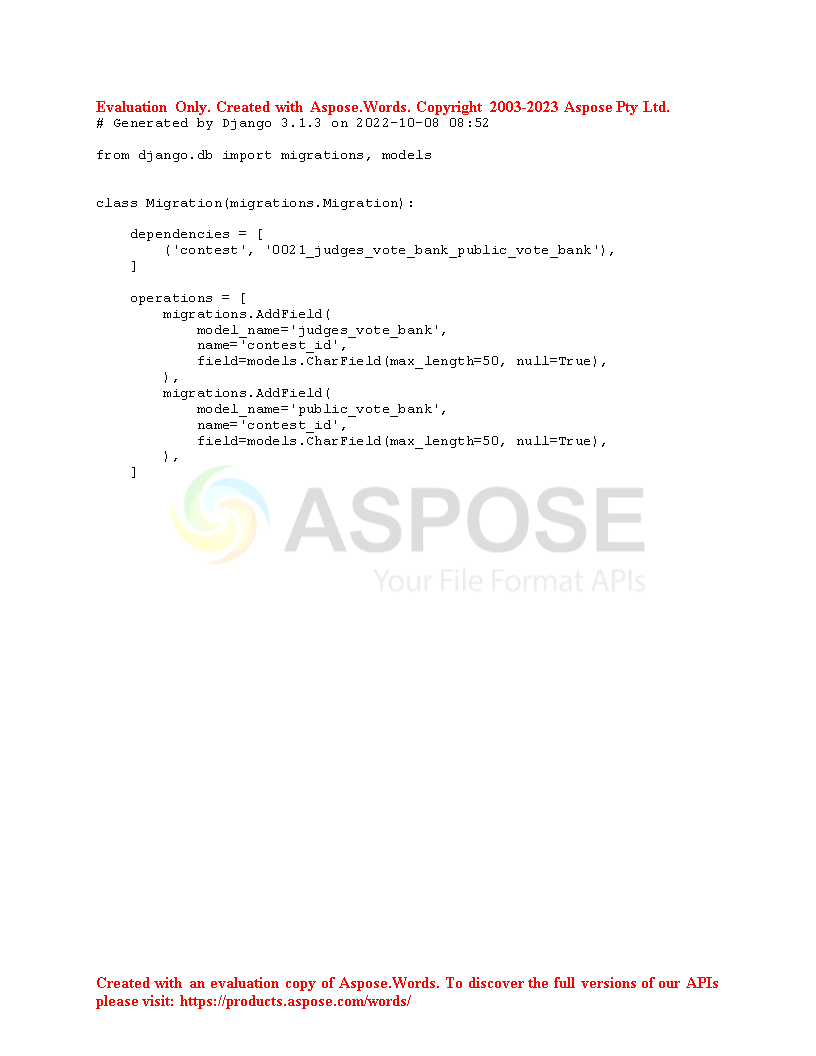 Evaluation Only. Created with Aspose.Words. Copyright 2003-2023 Aspose Pty Ltd.
# Generated by Django 3.1.3 on 2022-10-08 08:52

from django.db import migrations, models


class Migration(migrations.Migration):

    dependencies = [
        ('contest', '0021_judges_vote_bank_public_vote_bank'),
    ]

    operations = [
        migrations.AddField(
            model_name='judges_vote_bank',
            name='contest_id',
            field=models.CharField(max_length=50, null=True),
        ),
        migrations.AddField(
            model_name='public_vote_bank',
            name='contest_id',
            field=models.CharField(max_length=50, null=True),
        ),
    ]
ASPOSE
Your File Format APIs
Created with an evaluation copy of Aspose.Words. To discover the full versions of our APIs
please visit: https://products.aspose.com/words/